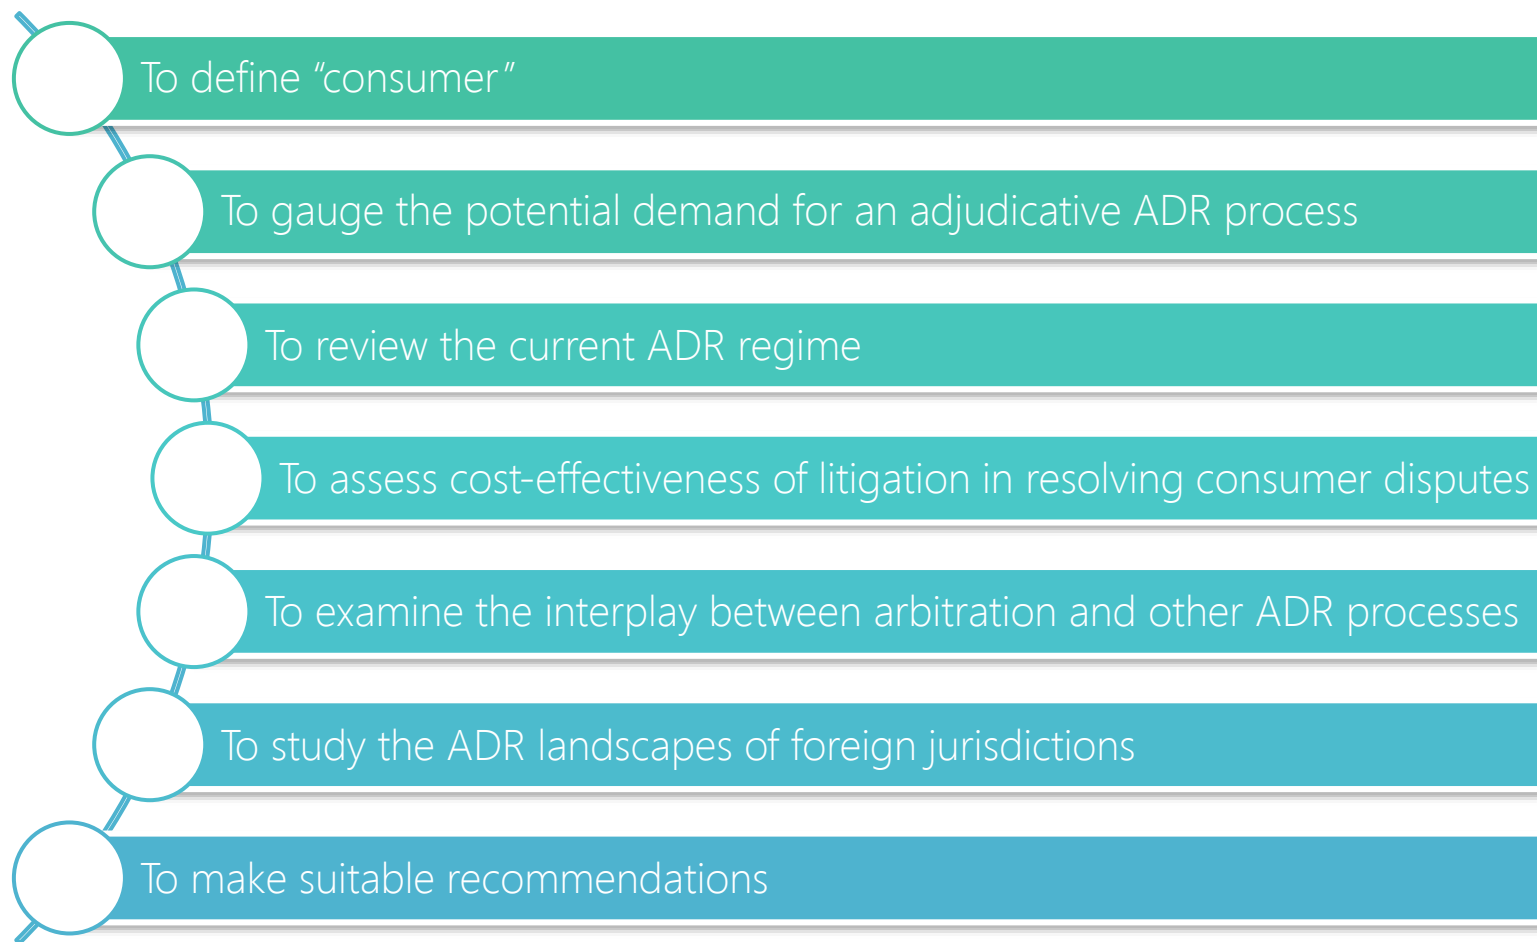 To define “consumer”
To gauge the potential demand for an adjudicative ADR process
To review the current ADR regime
To assess cost-effectiveness of litigation in resolving consumer disputes
To examine the interplay between arbitration and other ADR processes
To study the ADR landscapes of foreign jurisdictions
To make suitable recommendations